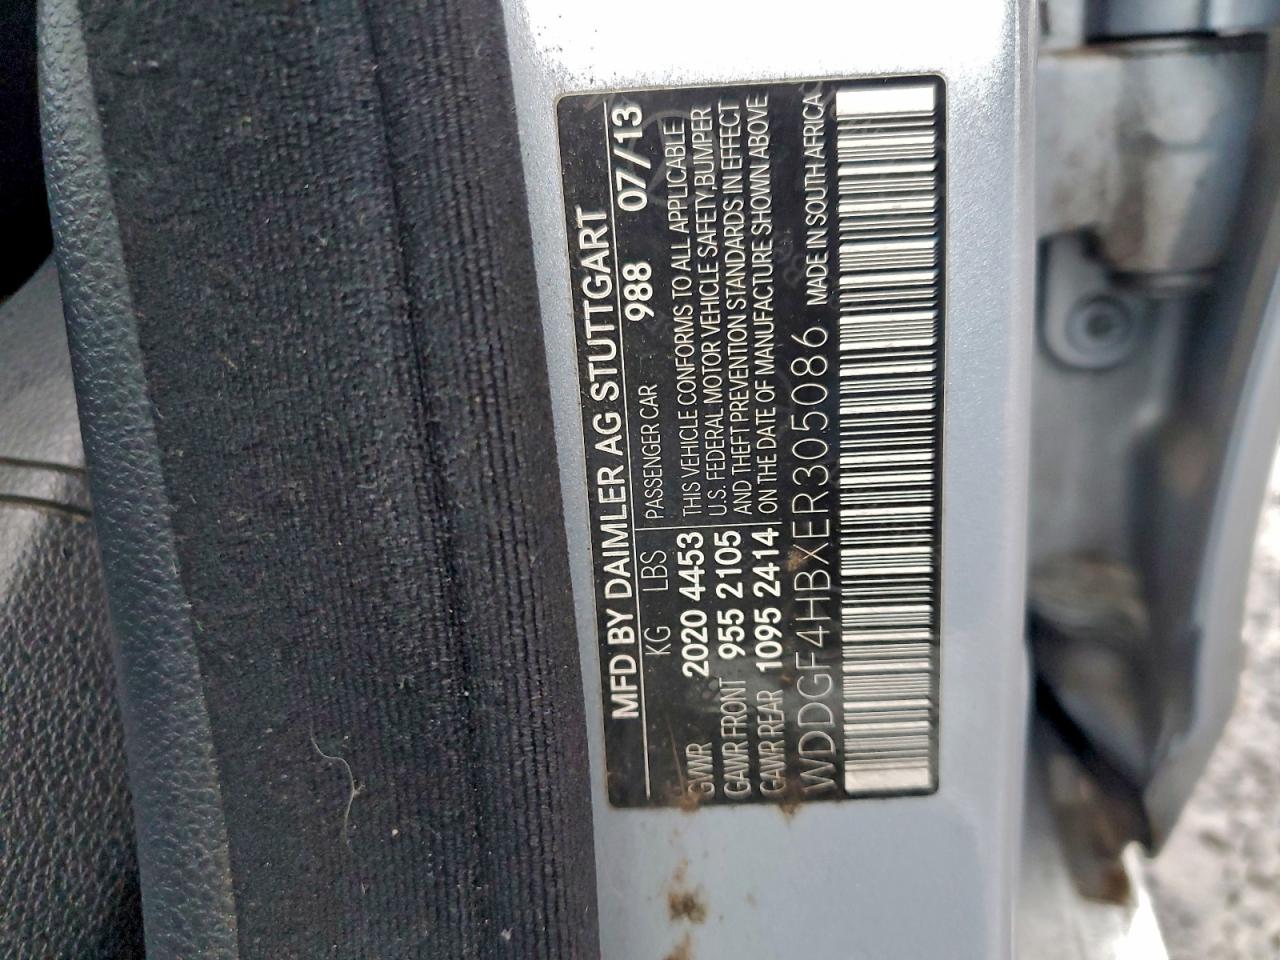 MFD BY DAIMLER AG STUTTGART
988 07/13
KG LBS PASSENGER CAR
GVWR 2020 4453
GAWR FRONT 955 2105
GAWR REAR 1095 2414
THIS VEHICLE CONFORMS TO ALL APPLICABLE
U.S. FEDERAL MOTOR VEHICLE SAFETY,BUMPER
AND THEFT PREVENTION STANDARDS IN EFFECT
ON THE DATE OF MANUFACTURE SHOWN ABOVE
WDDGF4HBXER305086 MADE IN SOUTH AFRICA